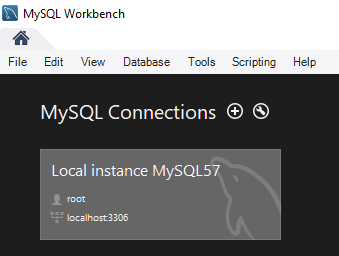 MySQL Workbench
File Edit View Database Tools Scripting Help
MySQL Connections
Local instance MySQL57
root
localhost:3306